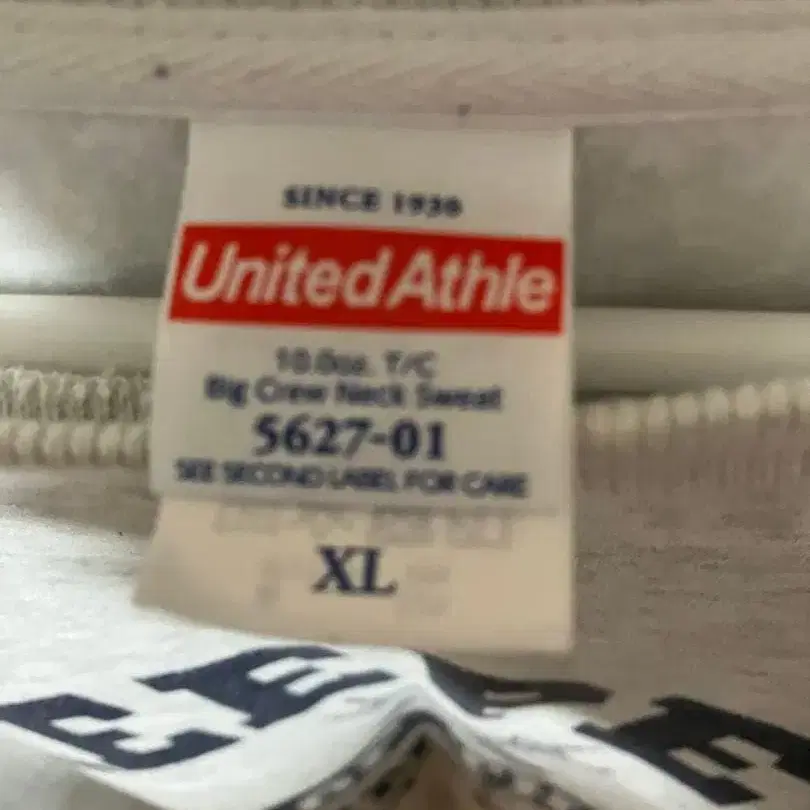 SINCE 1930
United Athle
10.0oz. T/C
Big Crew Neck Sweat
5627-01
SEE SECOND LABEL FOR CARE
XL